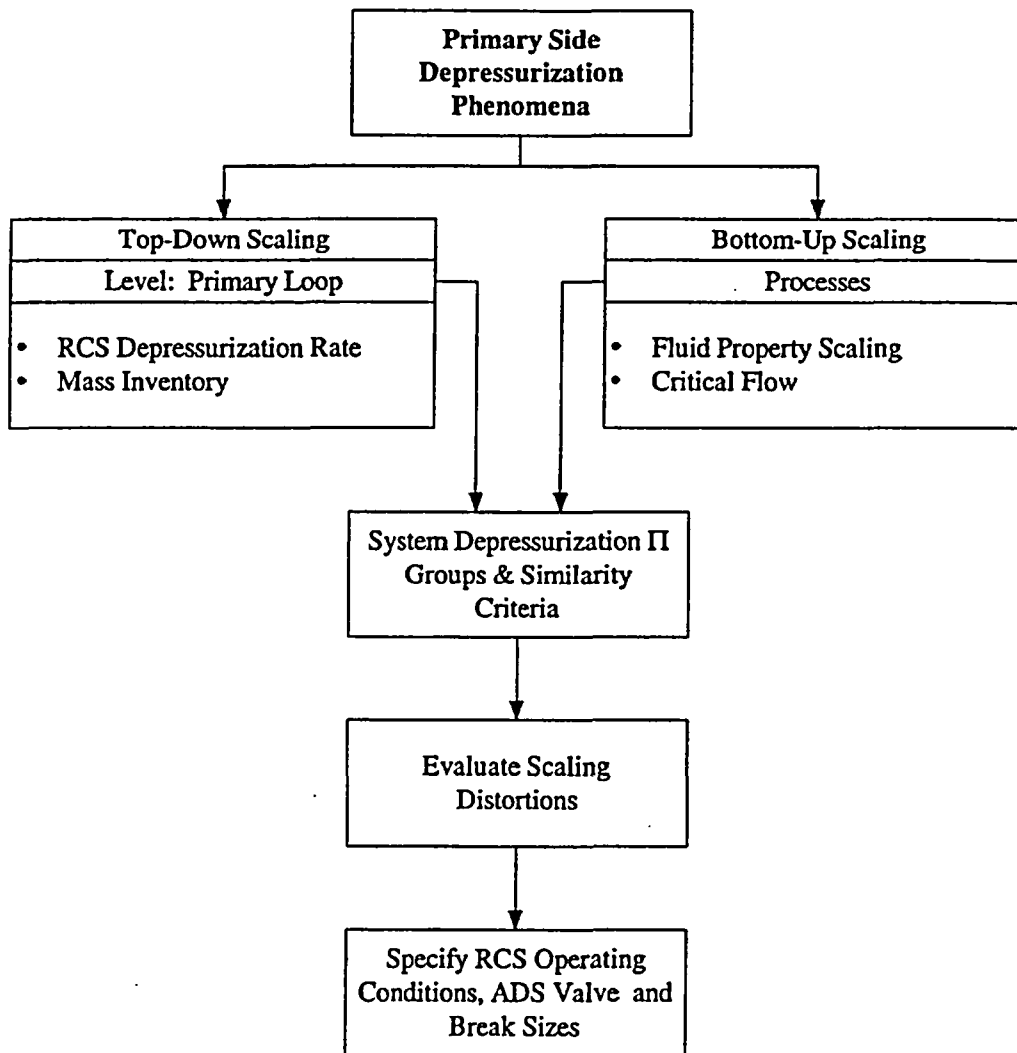 Primary Side
Depressurization
Phenomena
Top-Down Scaling
Level: Primary Loop
• RCS Depressurization Rate
• Mass Inventory
Bottom-Up Scaling
Processes
• Fluid Property Scaling
• Critical Flow
System Depressurization Π
Groups & Similarity
Criteria
Evaluate Scaling
Distortions
Specify RCS Operating
Conditions, ADS Valve and
Break Sizes